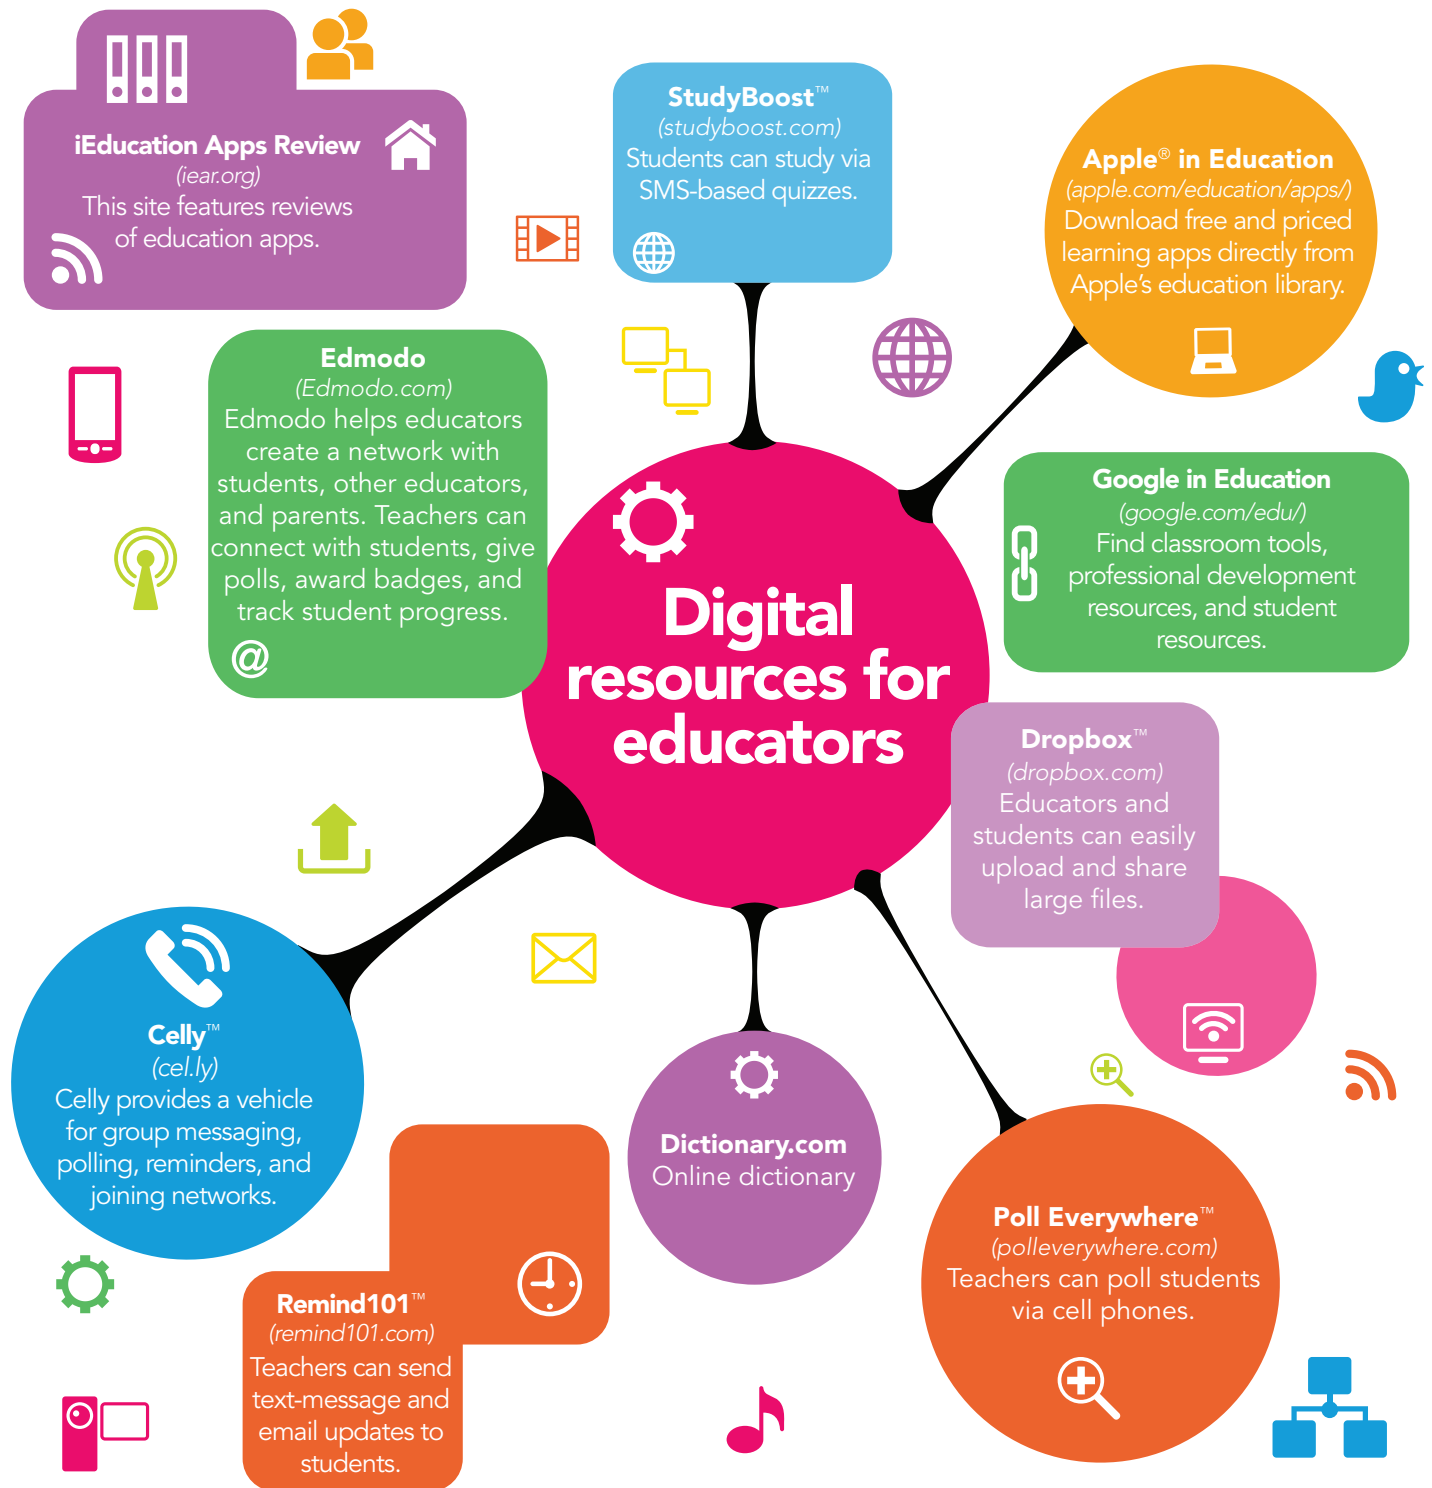 iEducation Apps Review
(iear.org)
This site features reviews
of education apps.
StudyBoost™
(studyboost.com)
Students can study via
SMS-based quizzes.
Apple® in Education
(apple.com/education/apps/)
Download free and priced
learning apps directly from
Apple's education library.
Edmodo
(Edmodo.com)
Edmodo helps educators
create a network with
students, other educators,
and parents. Teachers can
connect with students, give
polls, award badges, and
track student progress.
@
Google in Education
(google.com/edu/)
Find classroom tools,
professional development
resources, and student
resources.
Digital
resources for
educators
Dropbox™
(dropbox.com)
Educators and
students can easily
upload and share
large files.
Celly™
(cel.ly)
Celly provides a vehicle
for group messaging,
polling, reminders, and
joining networks.
Dictionary.com
Online dictionary
Poll Everywhere™
(polleverywhere.com)
Teachers can poll students
via cell phones.
Remind101™
(remind101.com)
Teachers can send
text-message and
email updates to
students.